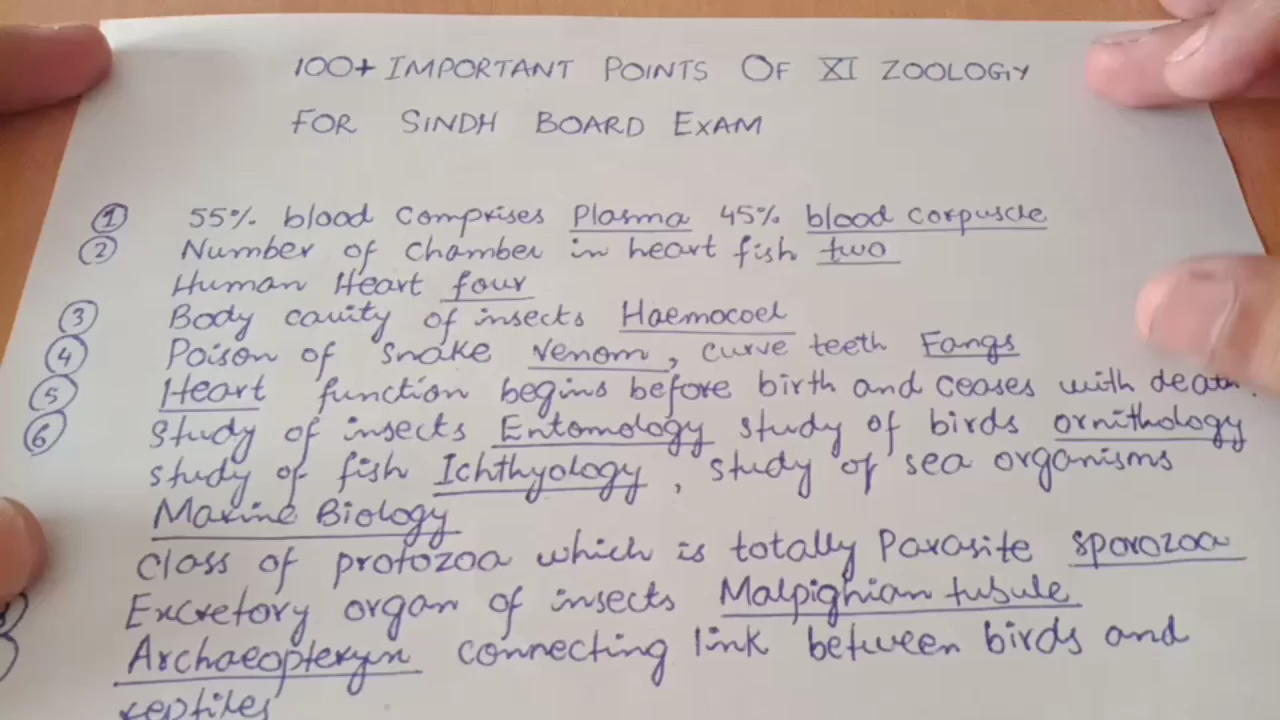 100+ IMPORTANT POINTS OF XI ZOOLOGY
FOR SINDH BOARD EXAM
① 55% blood comprises Plasma 45% blood corpuscle
② Number of chamber in heart fish two
Human Heart four
③ Body cavity of insects Haemocoel
④ Poison of snake Venom, curve teeth Fangs
⑤ Heart function begins before birth and ceases with death.
⑥ Study of insects Entomology study of birds ornithology
study of fish Ichthyology, study of sea organisms
Marine Biology
Class of protozoa which is totally Parasite sporozoa
Excretory organ of insects Malpighian tubule
Archaeopteryx connecting link between birds and
reptiles